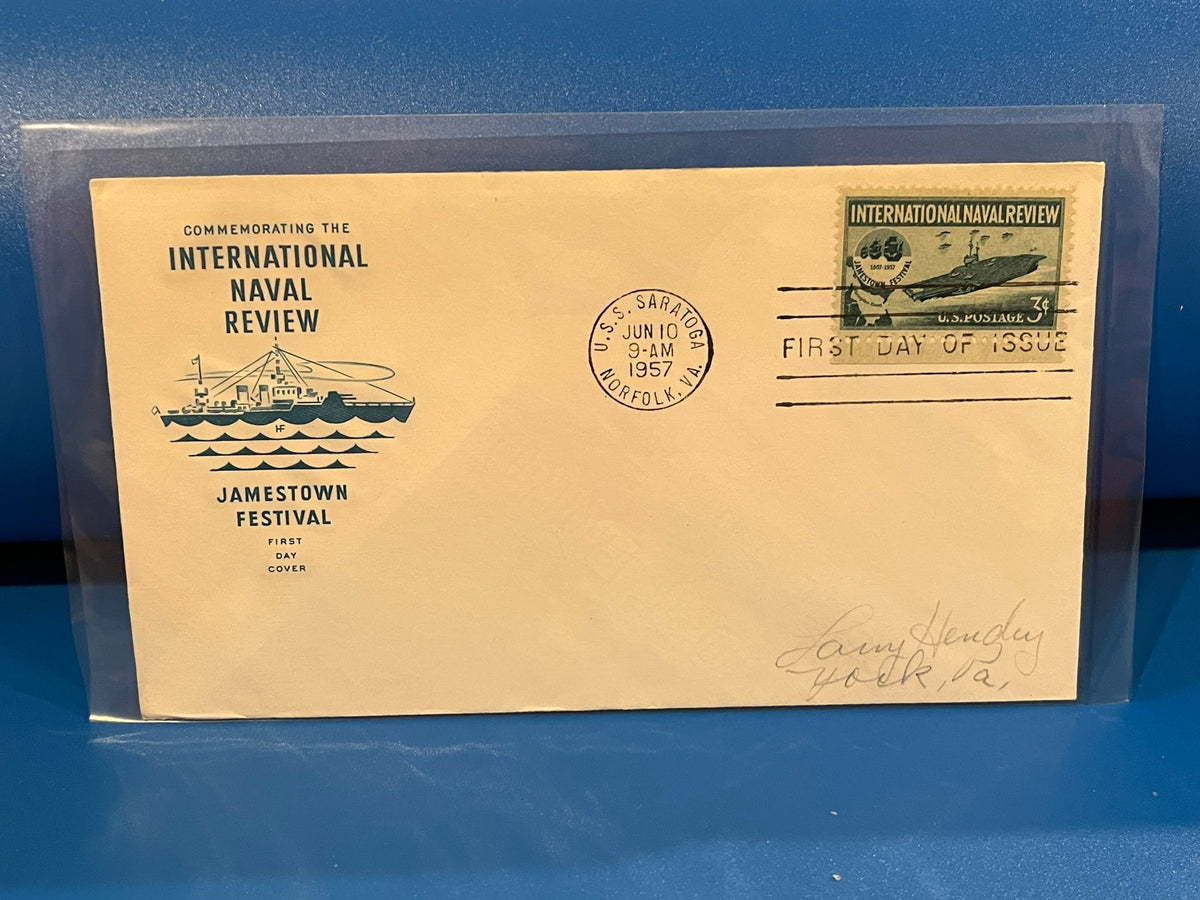 COMMEMORATING THE
INTERNATIONAL
NAVAL
REVIEW
HF
JAMESTOWN
FESTIVAL
FIRST
DAY
COVER
U.S.S. SARATOGA
JUN 10
9-AM
1957
NORFOLK, VA.
INTERNATIONAL NAVAL REVIEW
1607-1957
JAMESTOWN FESTIVAL
U.S. POSTAGE 3¢
FIRST DAY OF ISSUE
Larry Hendry
York, Pa,